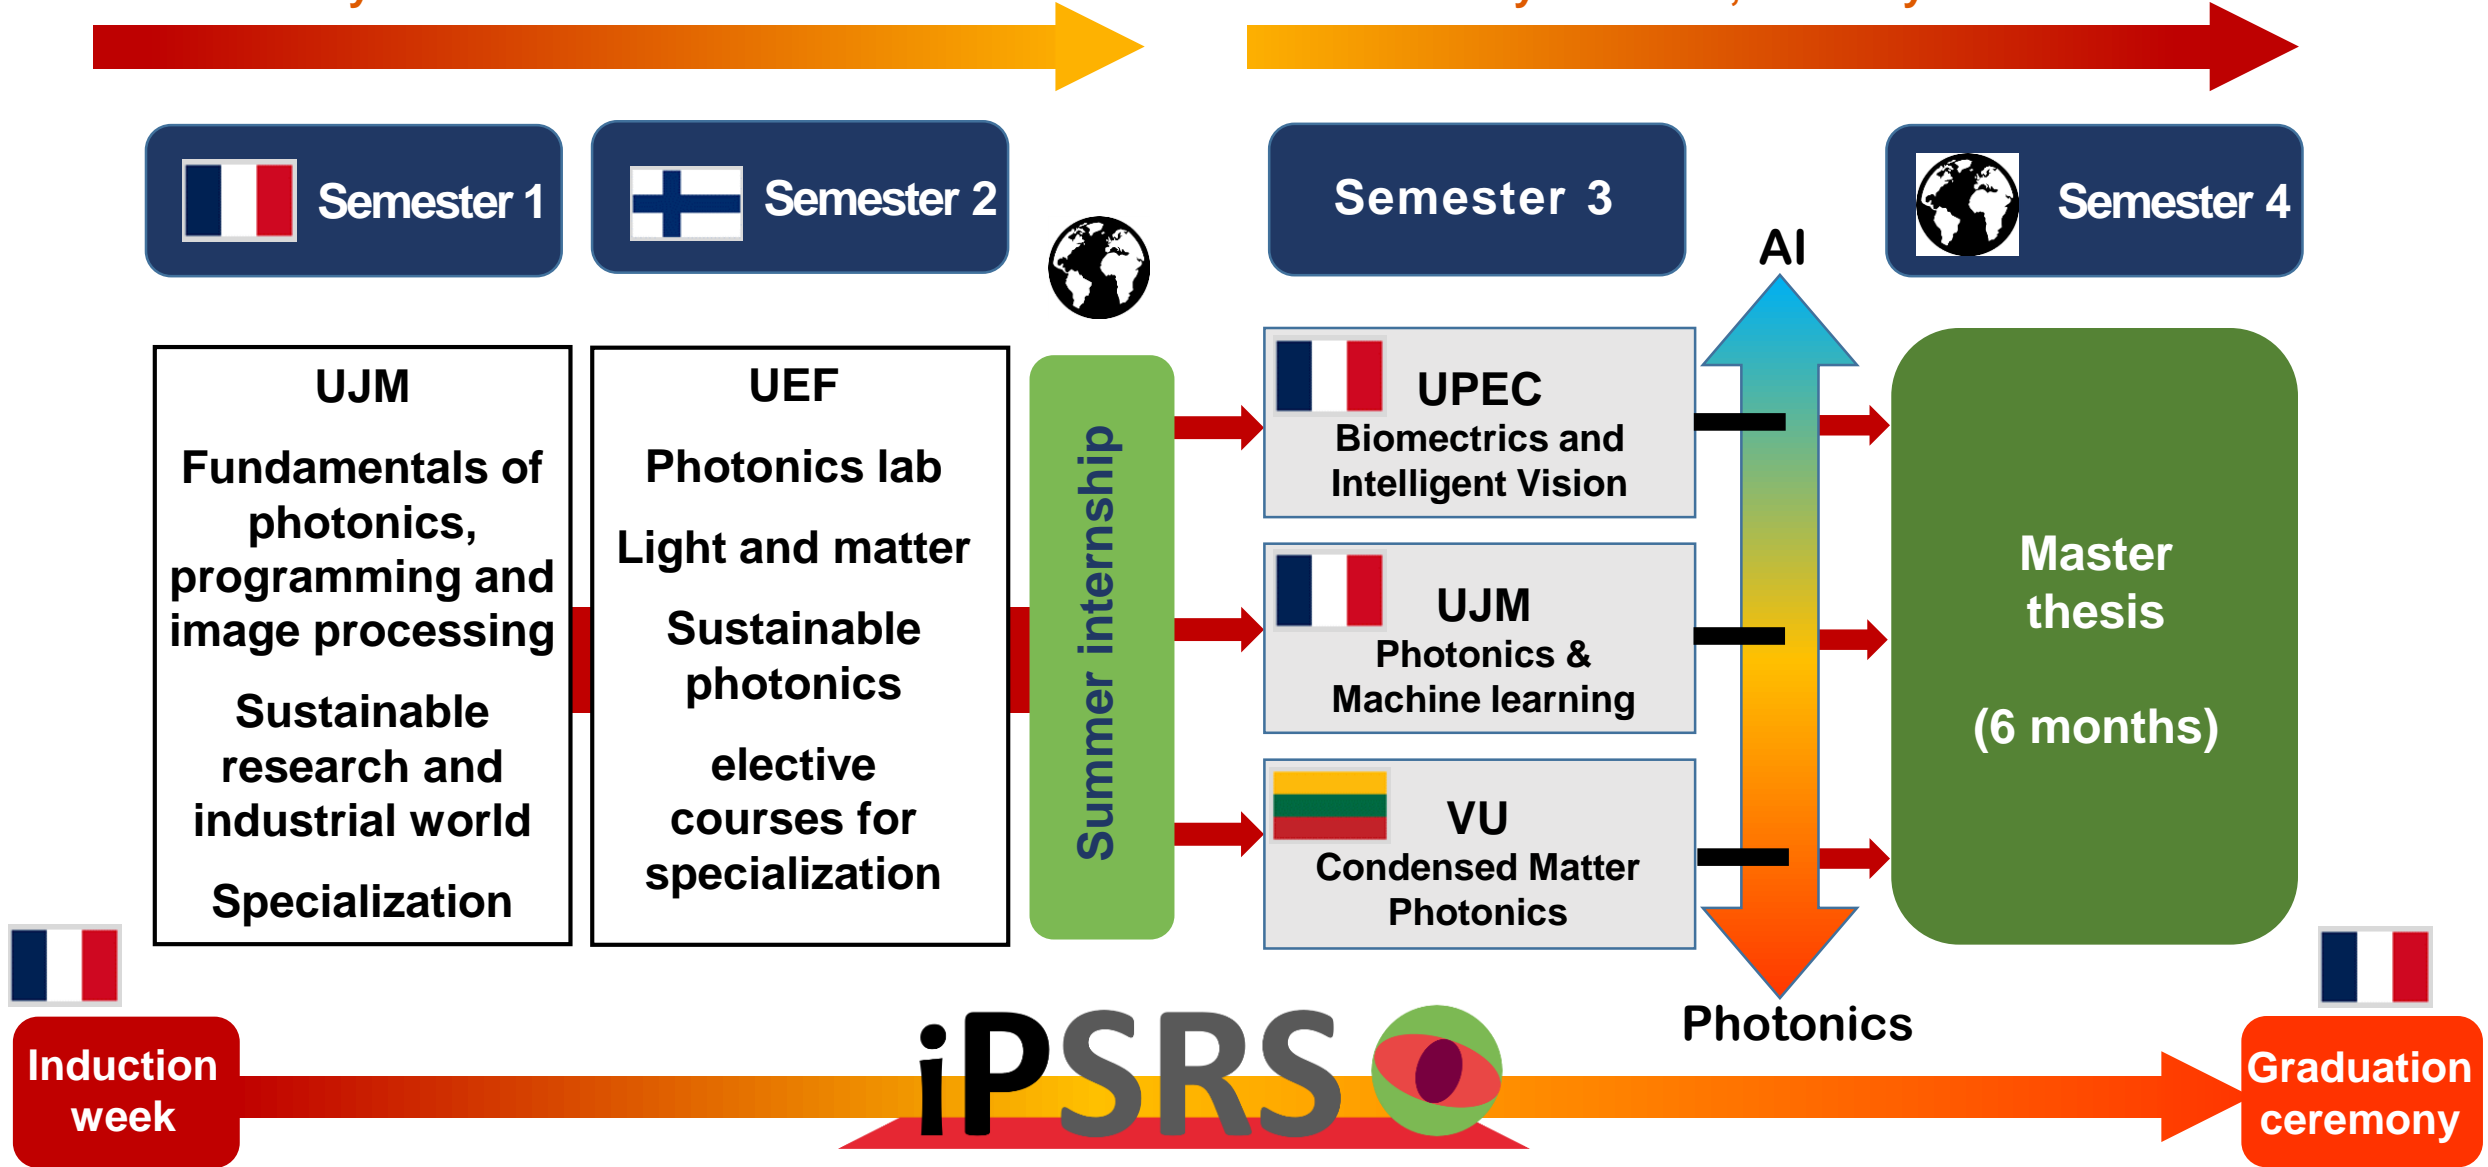 Semester 1
Semester 2
Semester 3
Semester 4
UJM
Fundamentals of
photonics,
programming and
image processing
Sustainable
research and
industrial world
Specialization
UEF
Photonics lab
Light and matter
Sustainable
photonics
elective
courses for
specialization
Summer internship
UPEC
Biomectrics and
Intelligent Vision
UJM
Photonics &
Machine learning
VU
Condensed Matter
Photonics
AI
Photonics
Master
thesis
(6 months)
Induction
week
iPSRS
Graduation
ceremony